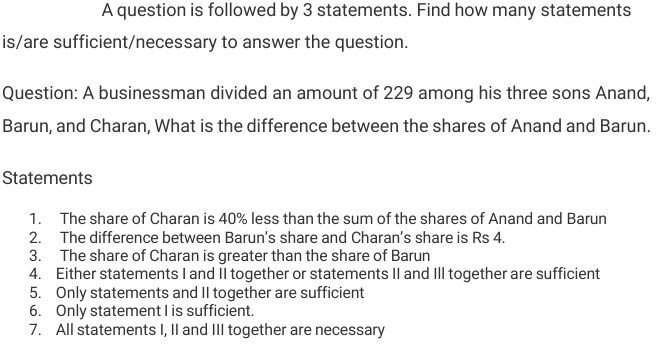 A question is followed by 3 statements. Find how many statements
is/are sufficient/necessary to answer the question.
Question: A businessman divided an amount of 229 among his three sons Anand,
Barun, and Charan, What is the difference between the shares of Anand and Barun.
Statements
1. The share of Charan is 40% less than the sum of the shares of Anand and Barun
2. The difference between Barun's share and Charan's share is Rs 4.
3. The share of Charan is greater than the share of Barun
4. Either statements I and II together or statements II and Ill together are sufficient
5. Only statements and II together are sufficient
6. Only statement I is sufficient.
7. All statements I, II and III together are necessary